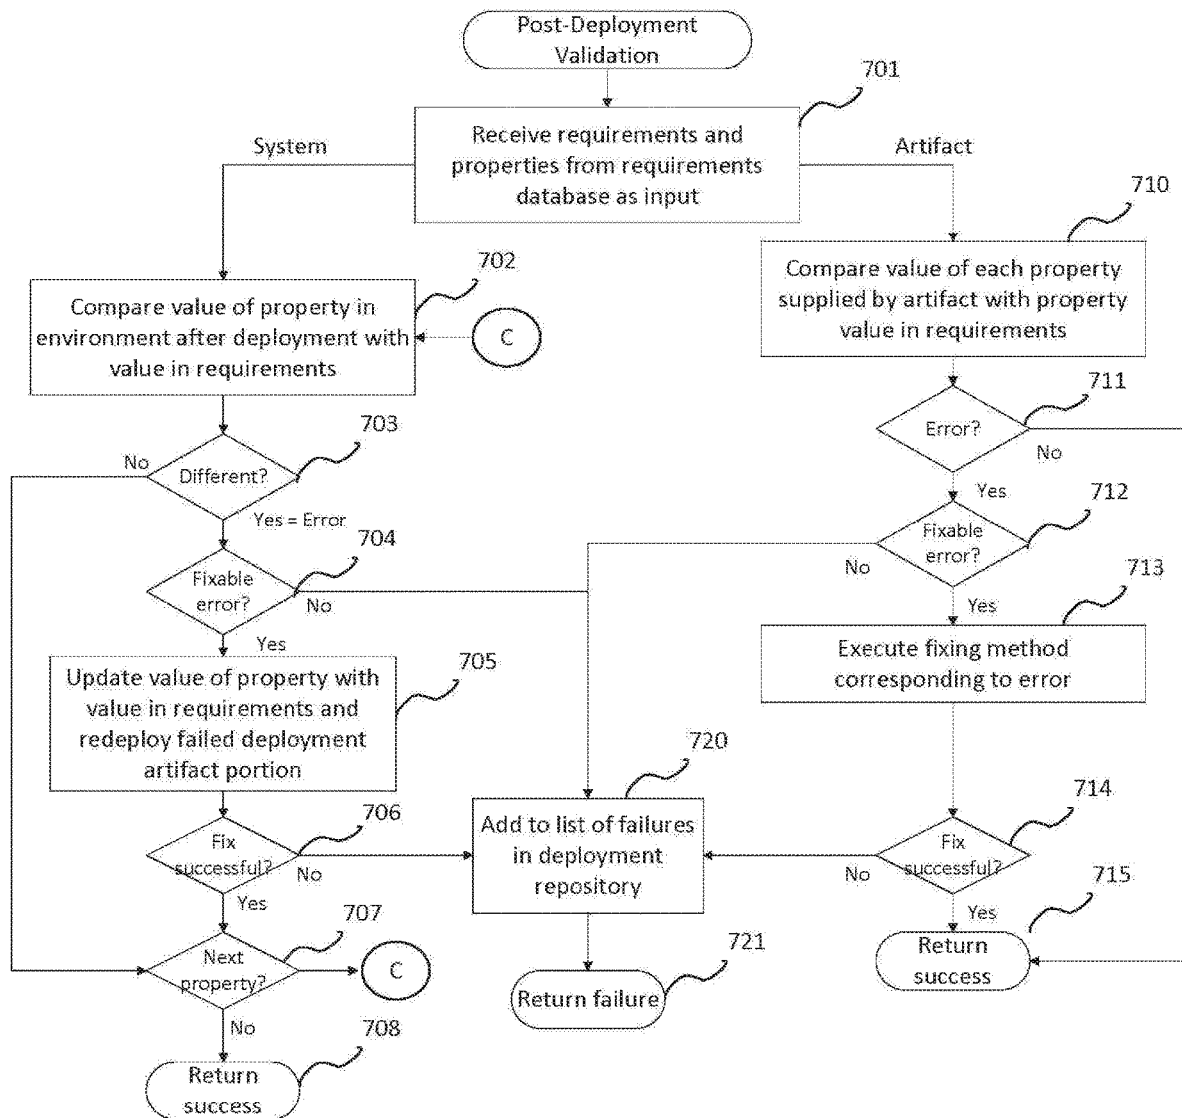 Post-Deployment
Validation
701
Receive requirements and
properties from requirements
database as input
System
Artifact
702
Compare value of property in
environment after deployment with
value in requirements
C
710
Compare value of each property
supplied by artifact with property
value in requirements
703
Different?
No
Yes = Error
711
Error?
No
Yes
704
Fixable
error?
No
Yes
712
Fixable
error?
No
Yes
705
Update value of property with
value in requirements and
redeploy failed deployment
artifact portion
713
Execute fixing method
corresponding to error
706
Fix
successful?
No
Yes
720
Add to list of failures
in deployment
repository
714
Fix
successful?
No
Yes
707
Next
property?
C
No
721
Return failure
715
Return
success
708
Return
success